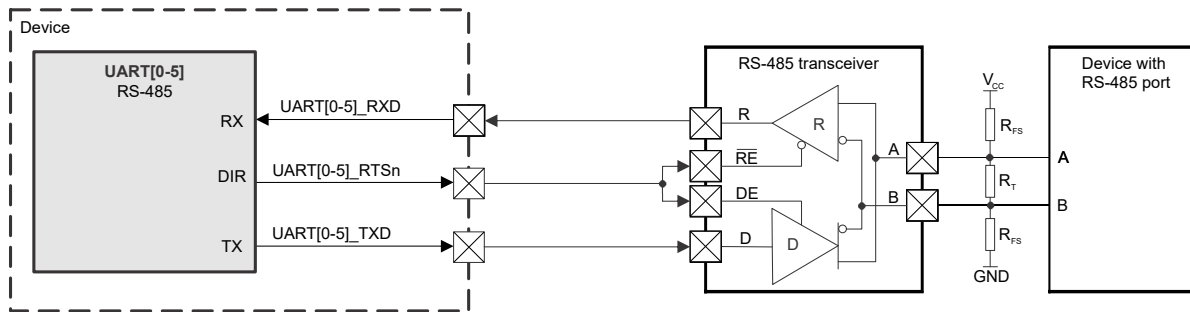 Device
UART[0-5]
RS-485
RX
UART[0-5]_RXD
DIR
UART[0-5]_RTSn
TX
UART[0-5]_TXD
RS-485 transceiver
R
R
RE
DE
D
D
A
B
VCC
RFS
RT
RFS
GND
Device with
RS-485 port
A
B